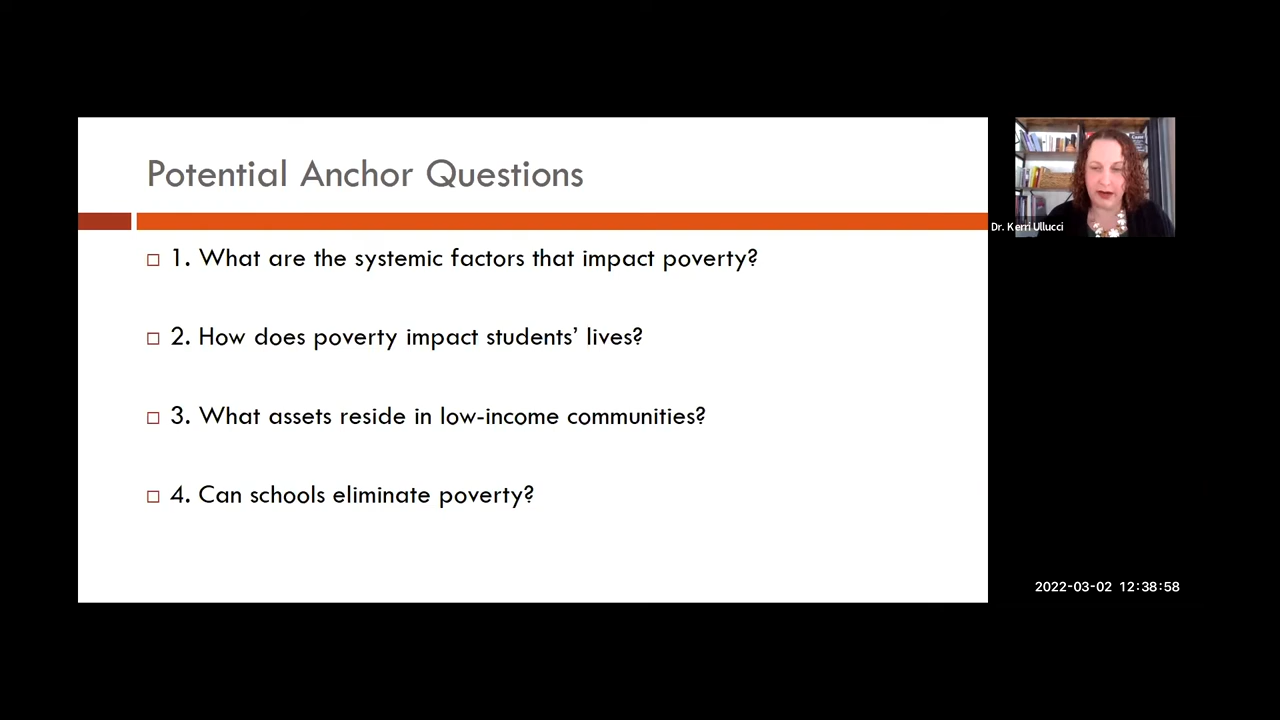 Potential Anchor Questions
1. What are the systemic factors that impact poverty?
2. How does poverty impact students’ lives?
3. What assets reside in low-income communities?
4. Can schools eliminate poverty?
Dr. Kerri Ullucci
2022-03-02 12:38:58